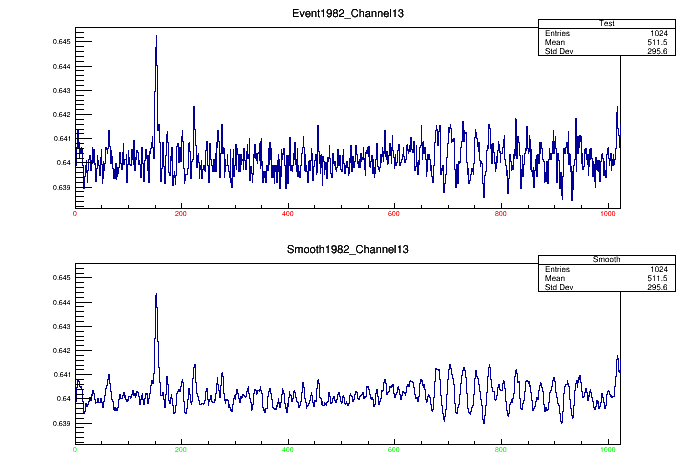 Event1982_Channel13
Test
Entries 1024
Mean 511.5
Std Dev 295.6
0.645
0.644
0.643
0.642
0.641
0.64
0.639
0 200 400 600 800 1000
Smooth1982_Channel13
Smooth
Entries 1024
Mean 511.5
Std Dev 295.6
0.645
0.644
0.643
0.642
0.641
0.64
0.639
0 200 400 600 800 1000